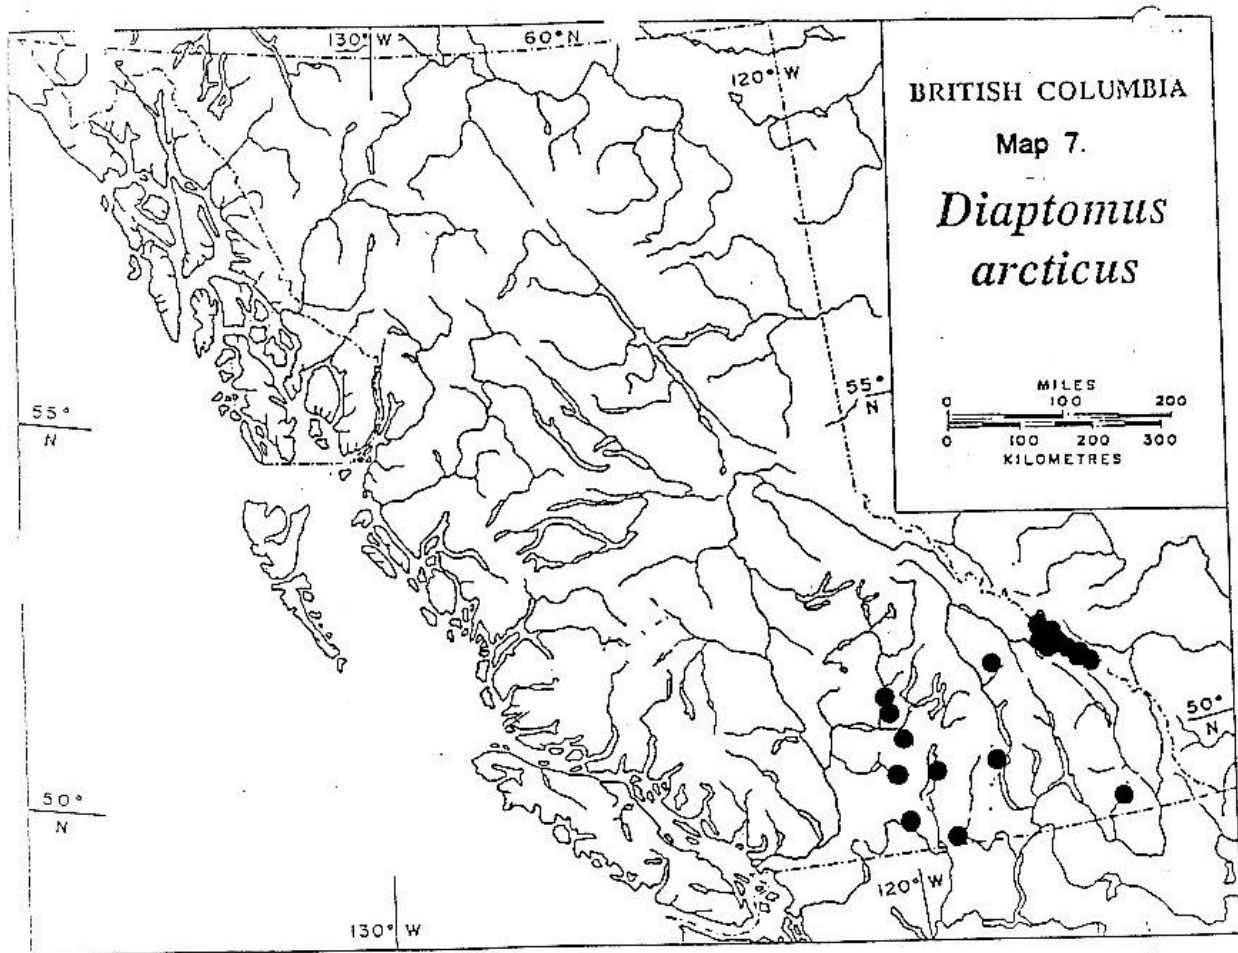 130° W
60° N
120° W
BRITISH COLUMBIA
Map 7.
Diaptomus
arcticus
MILES
0 100 200
0 100 200 300
KILOMETRES
55°
N
55°
N
50°
N
50°
N
120° W
130° W